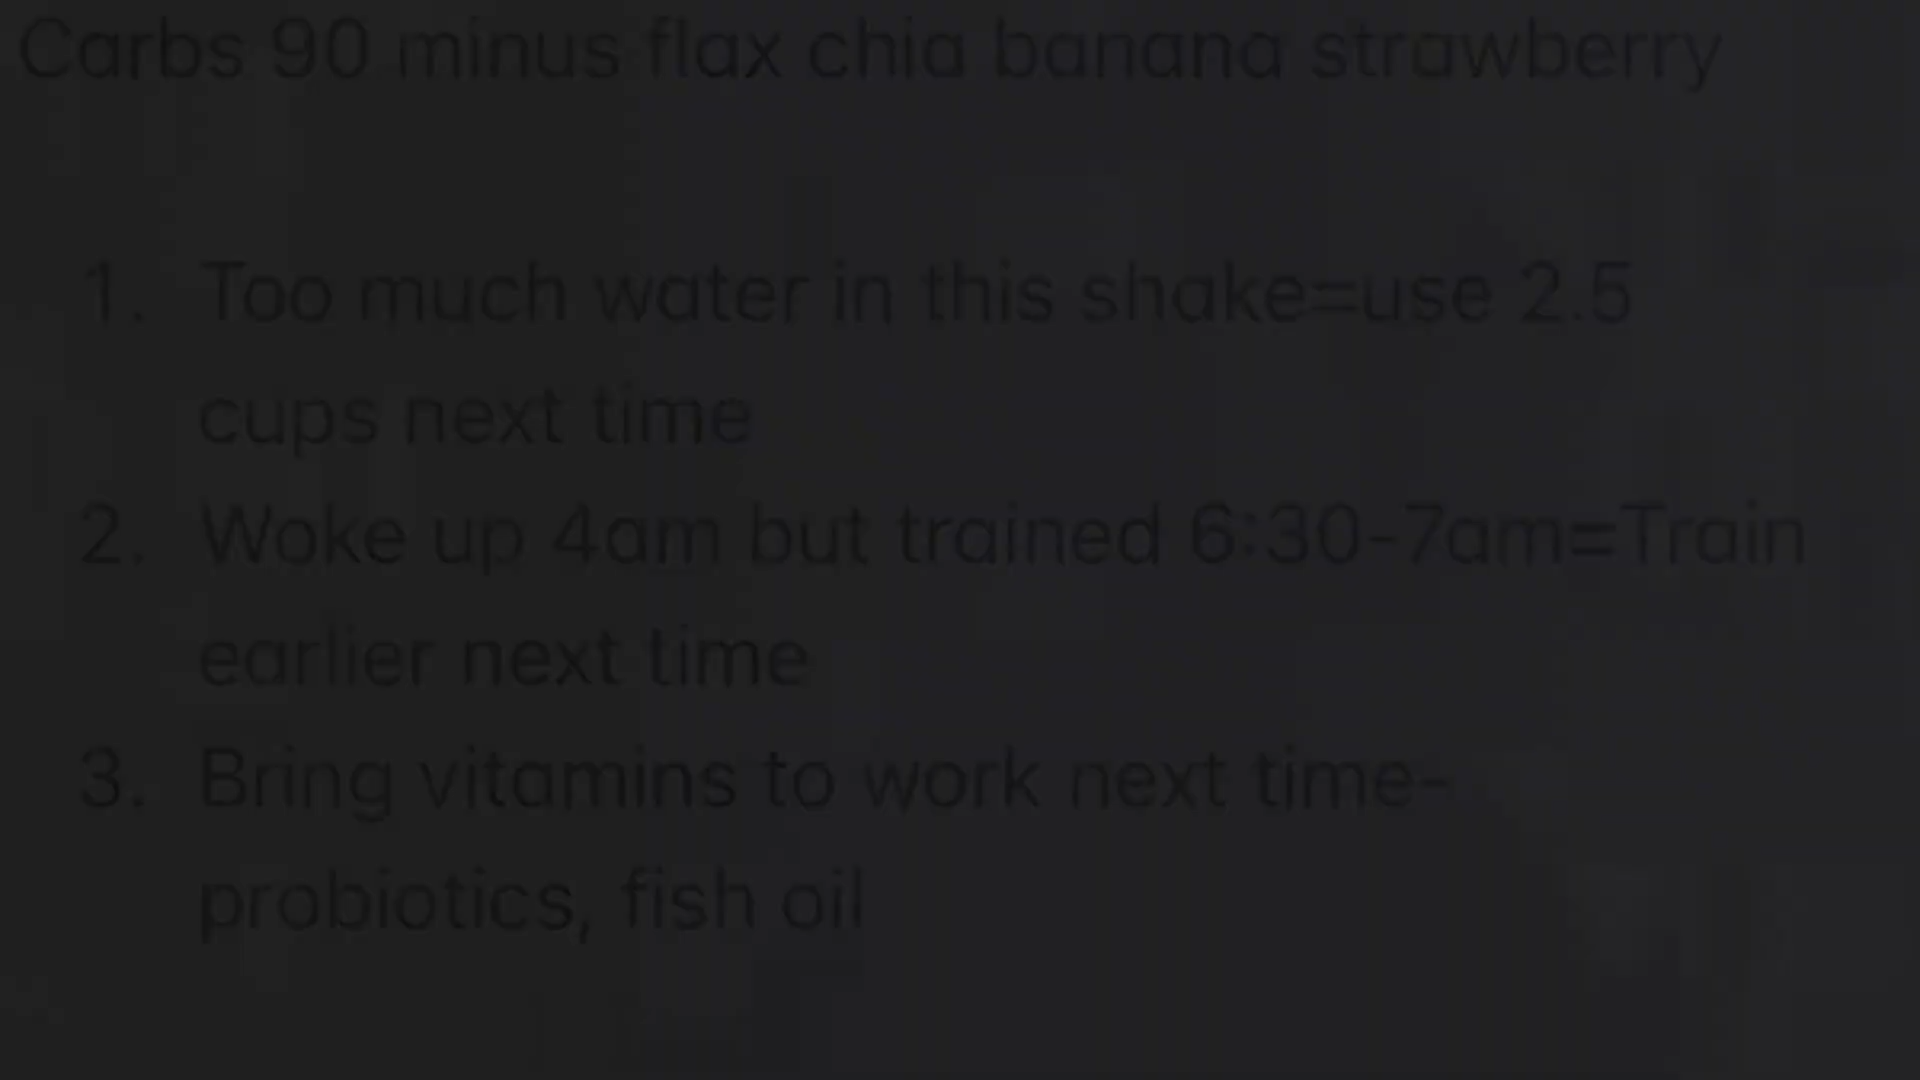 Carbs 90 minus flax chia banana strawberry
1. Too much water in this shake=use 2.5
cups next time
2. Woke up 4am but trained 6:30-7am=Train
earlier next time
3. Bring vitamins to work next time-
probiotics, fish oil